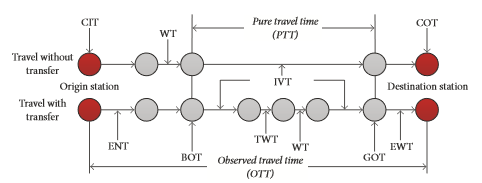 CIT
Pure travel time
(PTT)
COT
WT
Travel without
transfer
Origin station
IVT
Destination station
Travel with
transfer
ENT
BOT
TWT
WT
GOT
EWT
Observed travel time
(OTT)